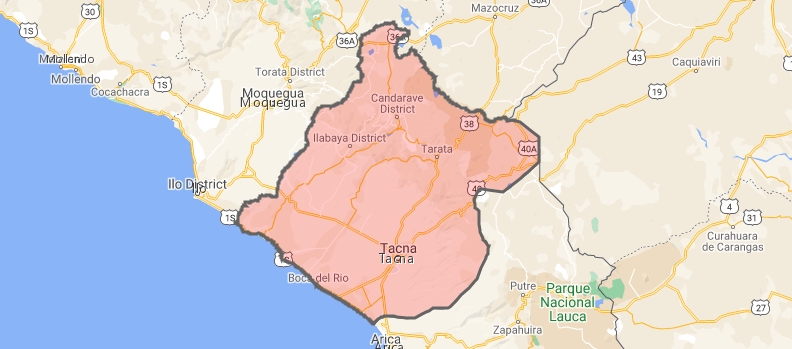 30
1S
36A
36A
Mazocruz
36A
43
Caquiaviri
19
Mollendo
Mollendo
1S
Cocachacra
Torata District
Moquegua
Moquegua
Candarave
District
38
Ilabaya District
Tarata
40A
40
Ilo District
Ilo
1S
4
31
Curahuara
de Carangas
Tacna
Tacna
Boca del Rio
Putre
Parque
Nacional
Lauca
27
Zapahuira
Arica
Arica